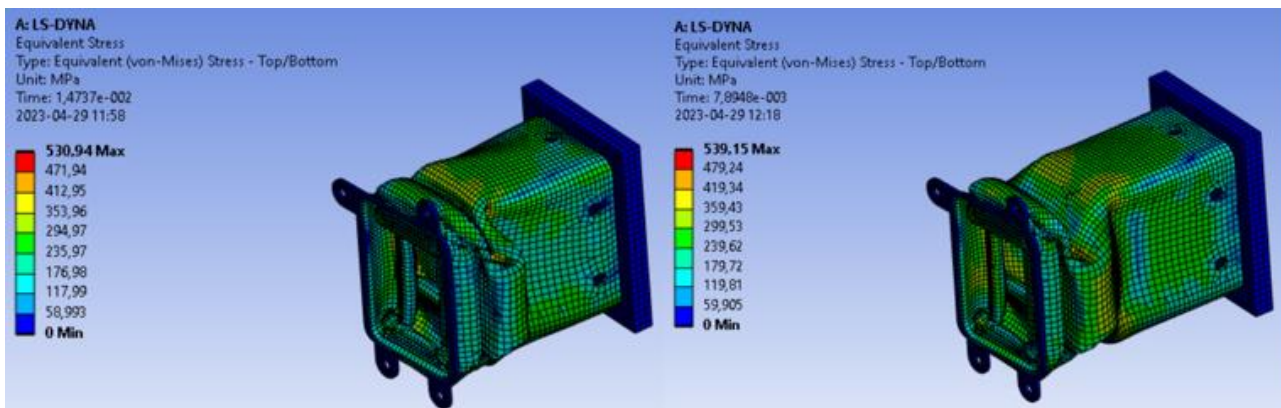 A: LS-DYNA
Equivalent Stress
Type: Equivalent (von-Mises) Stress - Top/Bottom
Unit: MPa
Time: 1,4737e-002
2023-04-29 11:58
530,94 Max
471,94
412,95
353,96
294,97
235,97
176,98
117,99
58,993
0 Min
A: LS-DYNA
Equivalent Stress
Type: Equivalent (von-Mises) Stress - Top/Bottom
Unit: MPa
Time: 7,8948e-003
2023-04-29 12:18
539,15 Max
479,24
419,34
359,43
299,53
239,62
179,72
119,81
59,905
0 Min